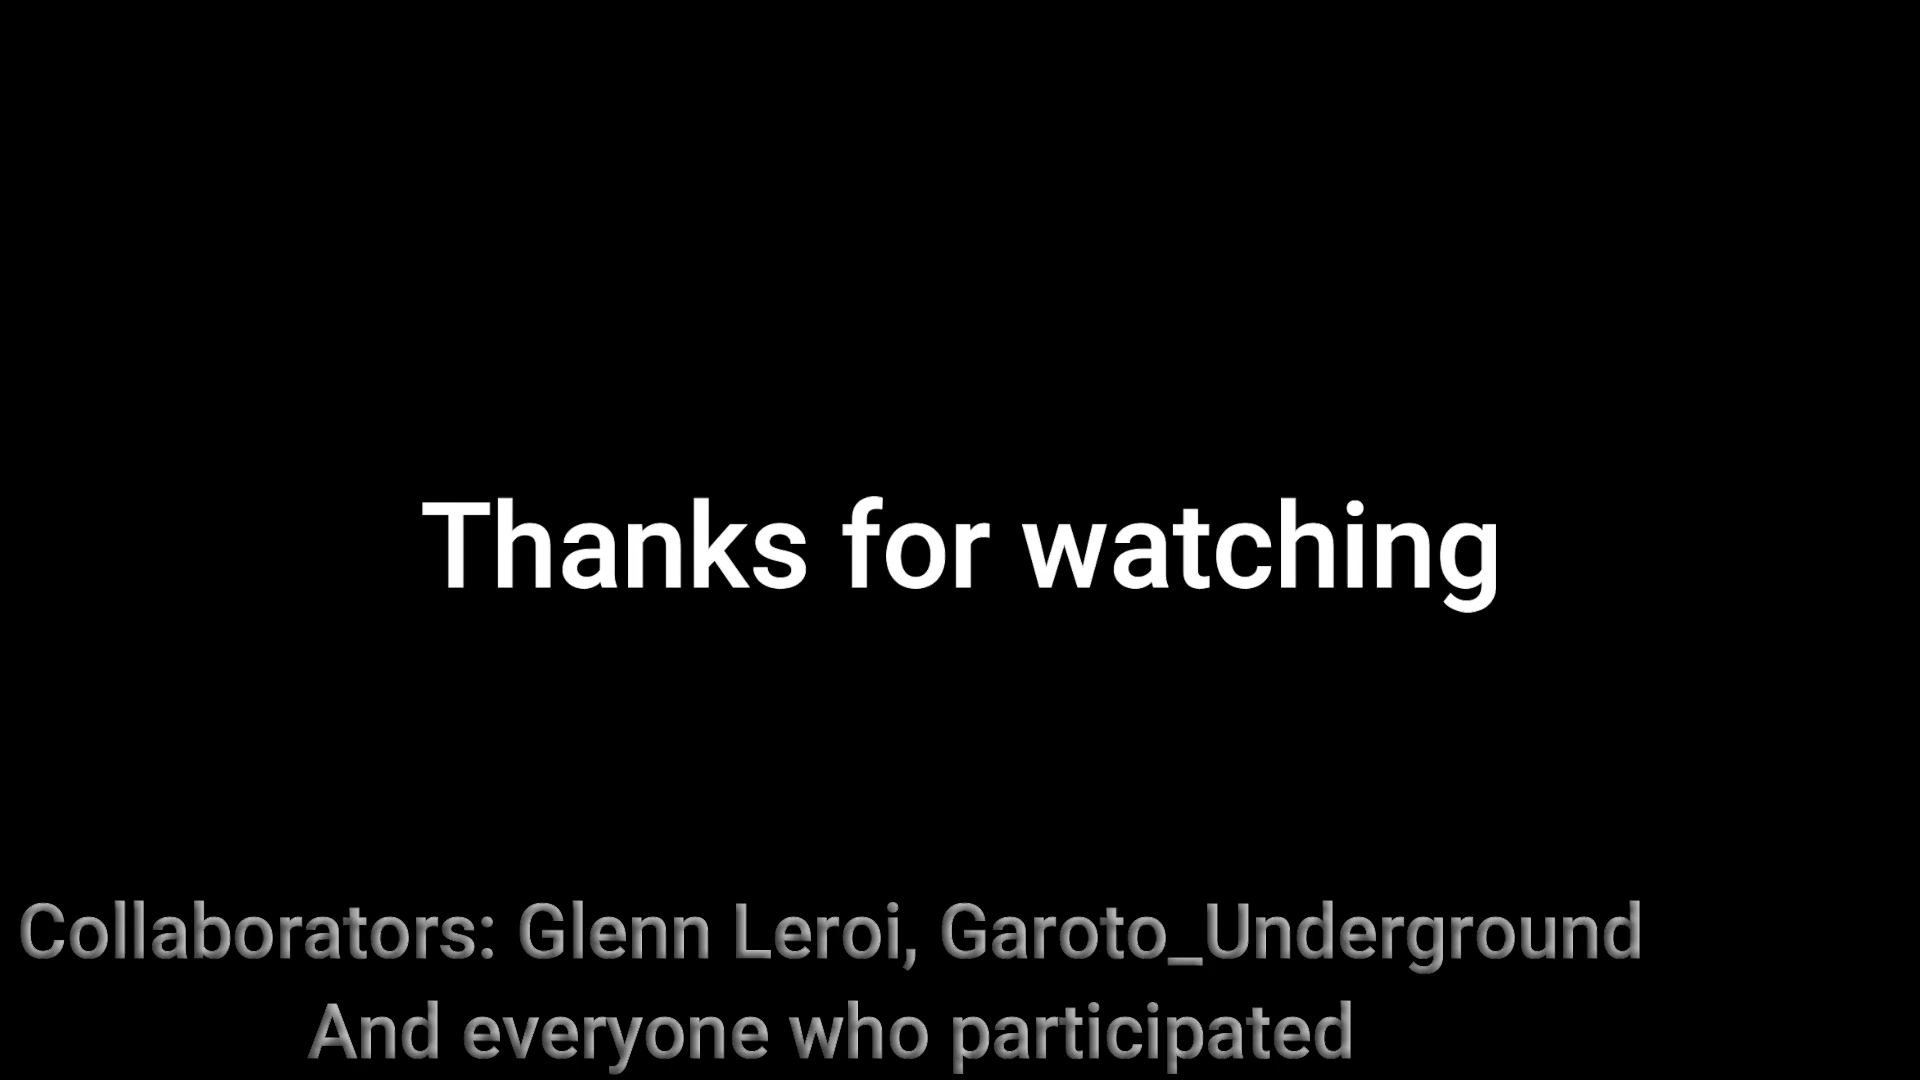 Thanks for watching
Collaborators: Glenn Leroi, Garoto_Underground
And everyone who participated